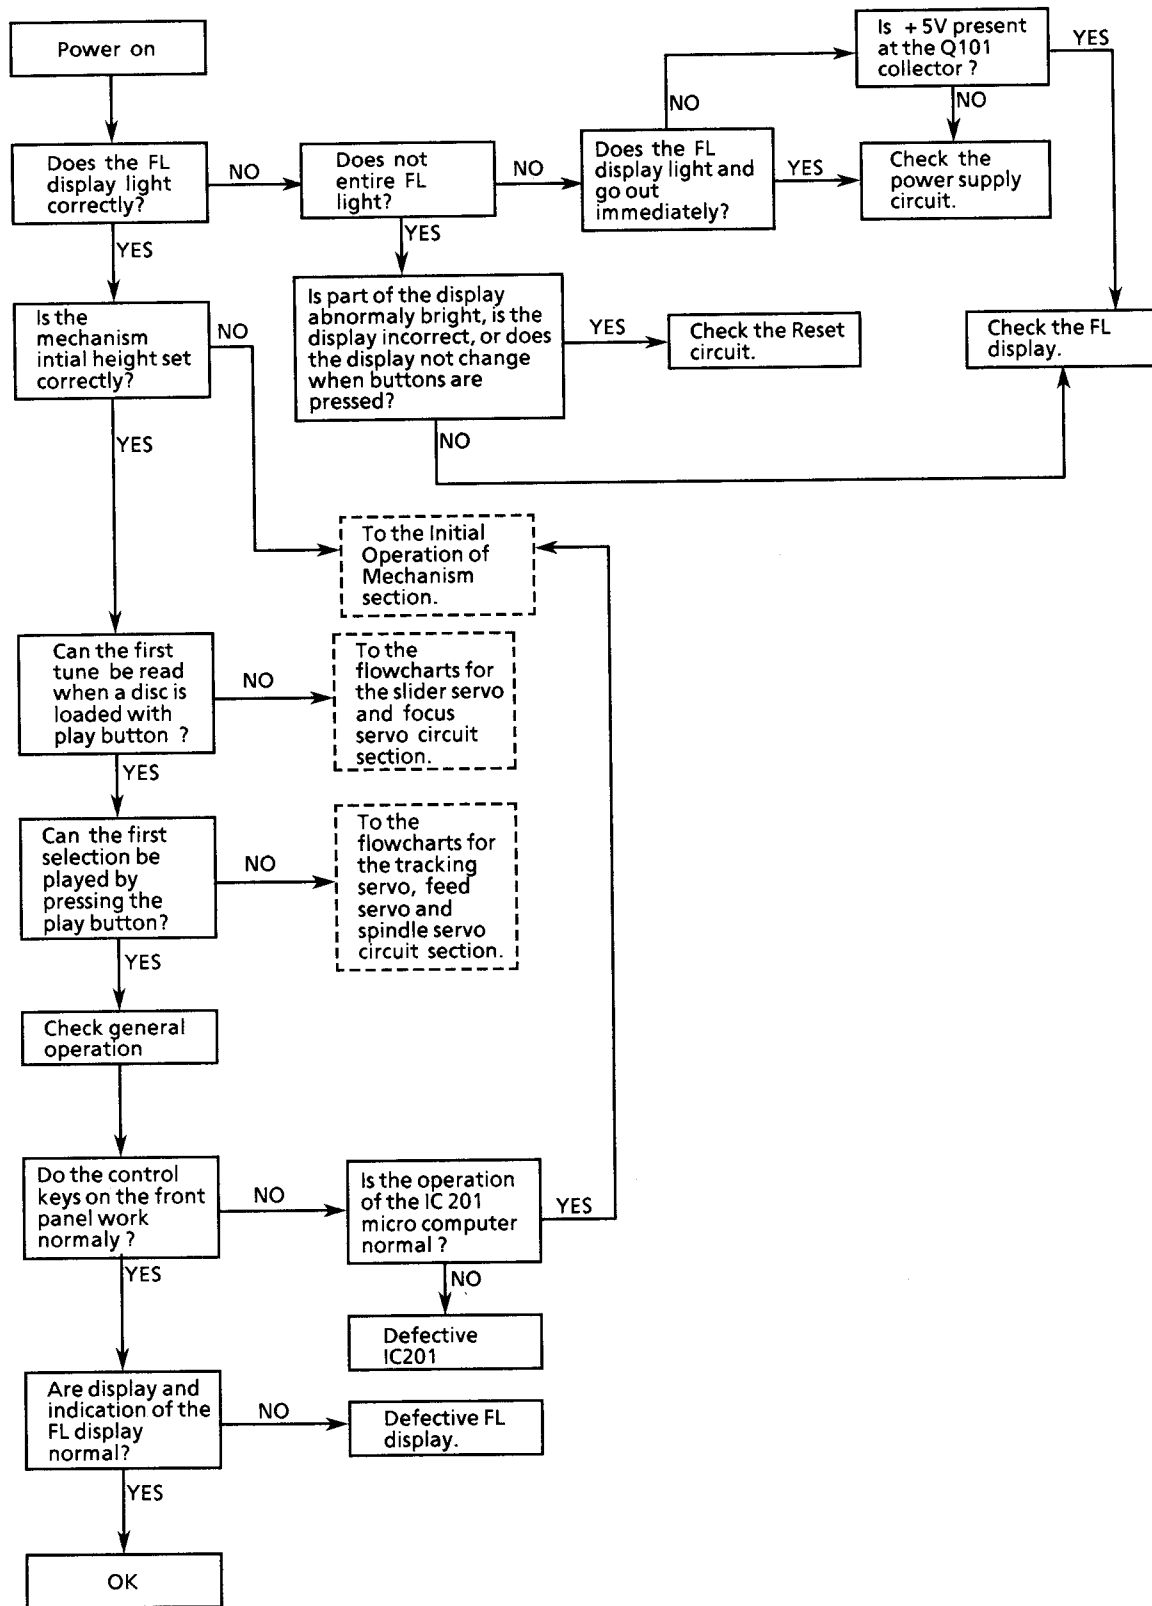 Power on
Is + 5V present
at the Q101
collector ?
YES
NO
NO
Does the FL
display light
correctly?
NO
Does not
entire FL
light?
NO
Does the FL
display light and
go out
immediately?
YES
Check the
power supply
circuit.
YES
YES
Is the
mechanism
intial height set
correctly?
NO
Is part of the display
abnormaly bright, is the
display incorrect, or does
the display not change
when buttons are
pressed?
YES
Check the Reset
circuit.
Check the FL
display.
YES
NO
To the Initial
Operation of
Mechanism
section.
Can the first
tune be read
when a disc is
loaded with
play button ?
NO
To the
flowcharts for
the slider servo
and focus
servo circuit
section.
YES
Can the first
selection be
played by
pressing the
play button?
NO
To the
flowcharts for
the tracking
servo, feed
servo and
spindle servo
circuit section.
YES
Check general
operation
Do the control
keys on the front
panel work
normaly ?
NO
Is the operation
of the IC 201
micro computer
normal ?
YES
YES
NO
Defective
IC201
Are display and
indication of the
FL display
normal?
NO
Defective FL
display.
YES
OK